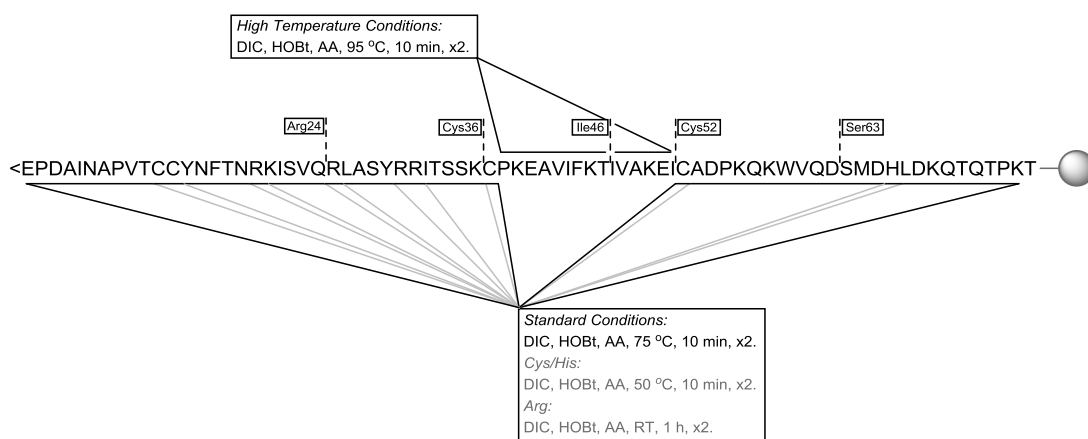 High Temperature Conditions:
DIC, HOBt, AA, 95 °C, 10 min, x2.
Arg24
Cys36
Ile46
Cys52
Ser63
<EPDAINAPVTCCYNFTNRKISVQRLASYRRITSSKCPKEAVIFKTIVAKEICADPKQKWVQDSMDHLDKQTQTPKT
Standard Conditions:
DIC, HOBt, AA, 75 °C, 10 min, x2.
Cys/His:
DIC, HOBt, AA, 50 °C, 10 min, x2.
Arg:
DIC, HOBt, AA, RT, 1 h, x2.